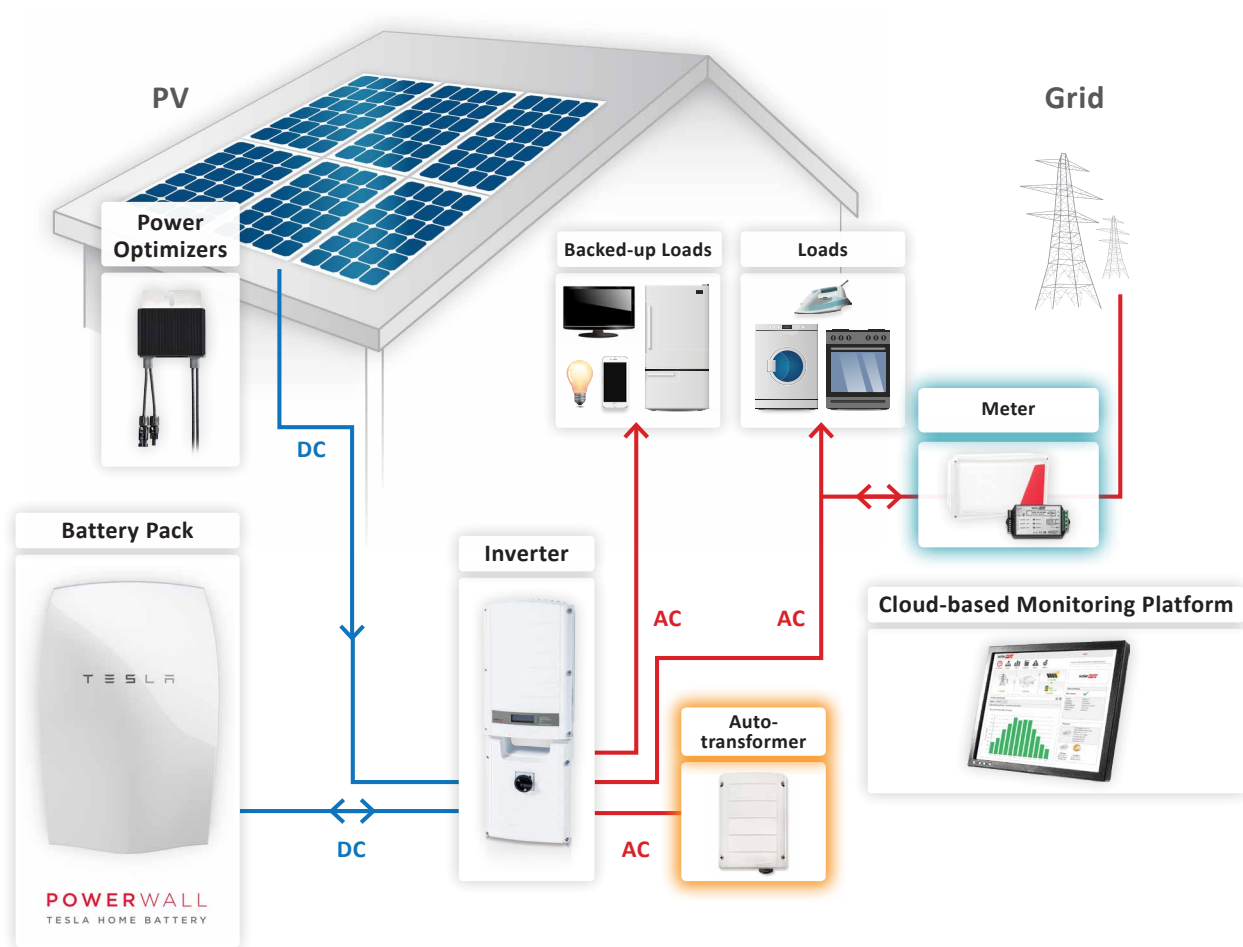 PV
Grid
Power
Optimizers
Backed-up Loads
Loads
Meter
DC
Battery Pack
Inverter
TESLA
AC
AC
Cloud-based Monitoring Platform
Auto-
transformer
DC
AC
POWERWALL
TESLA HOME BATTERY